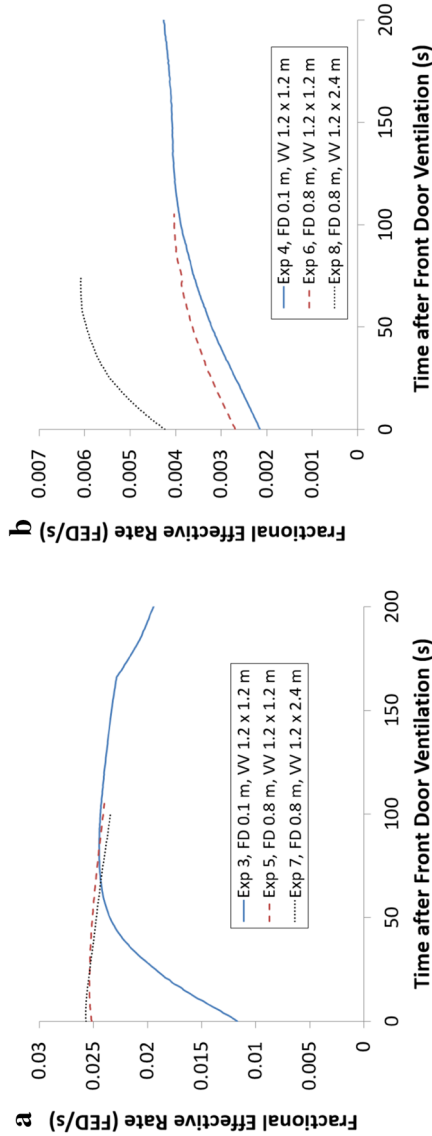 a
Fractional Effective Rate (FED/s)
0.03
0.025
0.02
0.015
0.01
0.005
0
0 50 100 150 200
Time after Front Door Ventilation (s)
Exp 3, FD 0.1 m, VV 1.2 x 1.2 m
Exp 5, FD 0.8 m, VV 1.2 x 1.2 m
Exp 7, FD 0.8 m, VV 1.2 x 2.4 m
b
Fractional Effective Rate (FED/s)
0.007
0.006
0.005
0.004
0.003
0.002
0.001
0
0 50 100 150 200
Time after Front Door Ventilation (s)
Exp 4, FD 0.1 m, VV 1.2 x 1.2 m
Exp 6, FD 0.8 m, VV 1.2 x 1.2 m
Exp 8, FD 0.8 m, VV 1.2 x 2.4 m